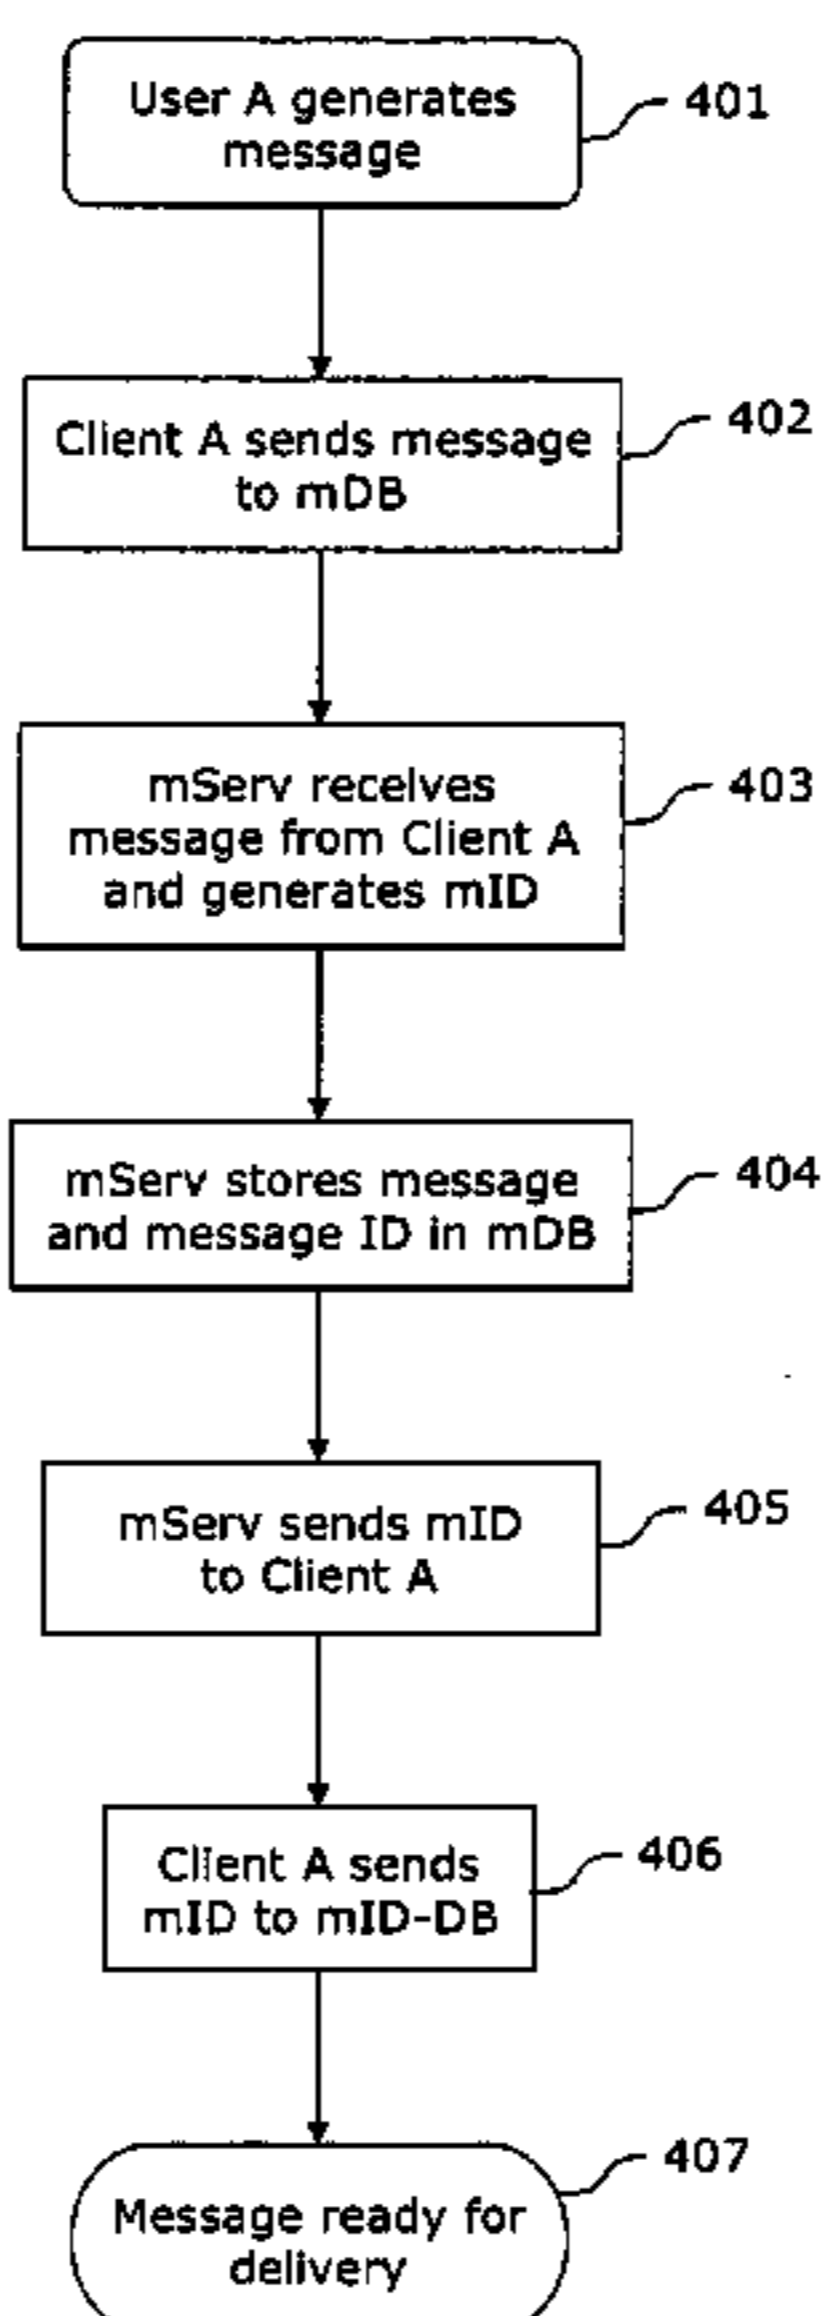 User A generates
message
401
Client A sends message
to mDB
402
mServ receives
message from Client A
and generates mID
403
mServ stores message
and message ID in mDB
404
mServ sends mID
to Client A
405
Client A sends
mID to mID-DB
406
Message ready for
delivery
407